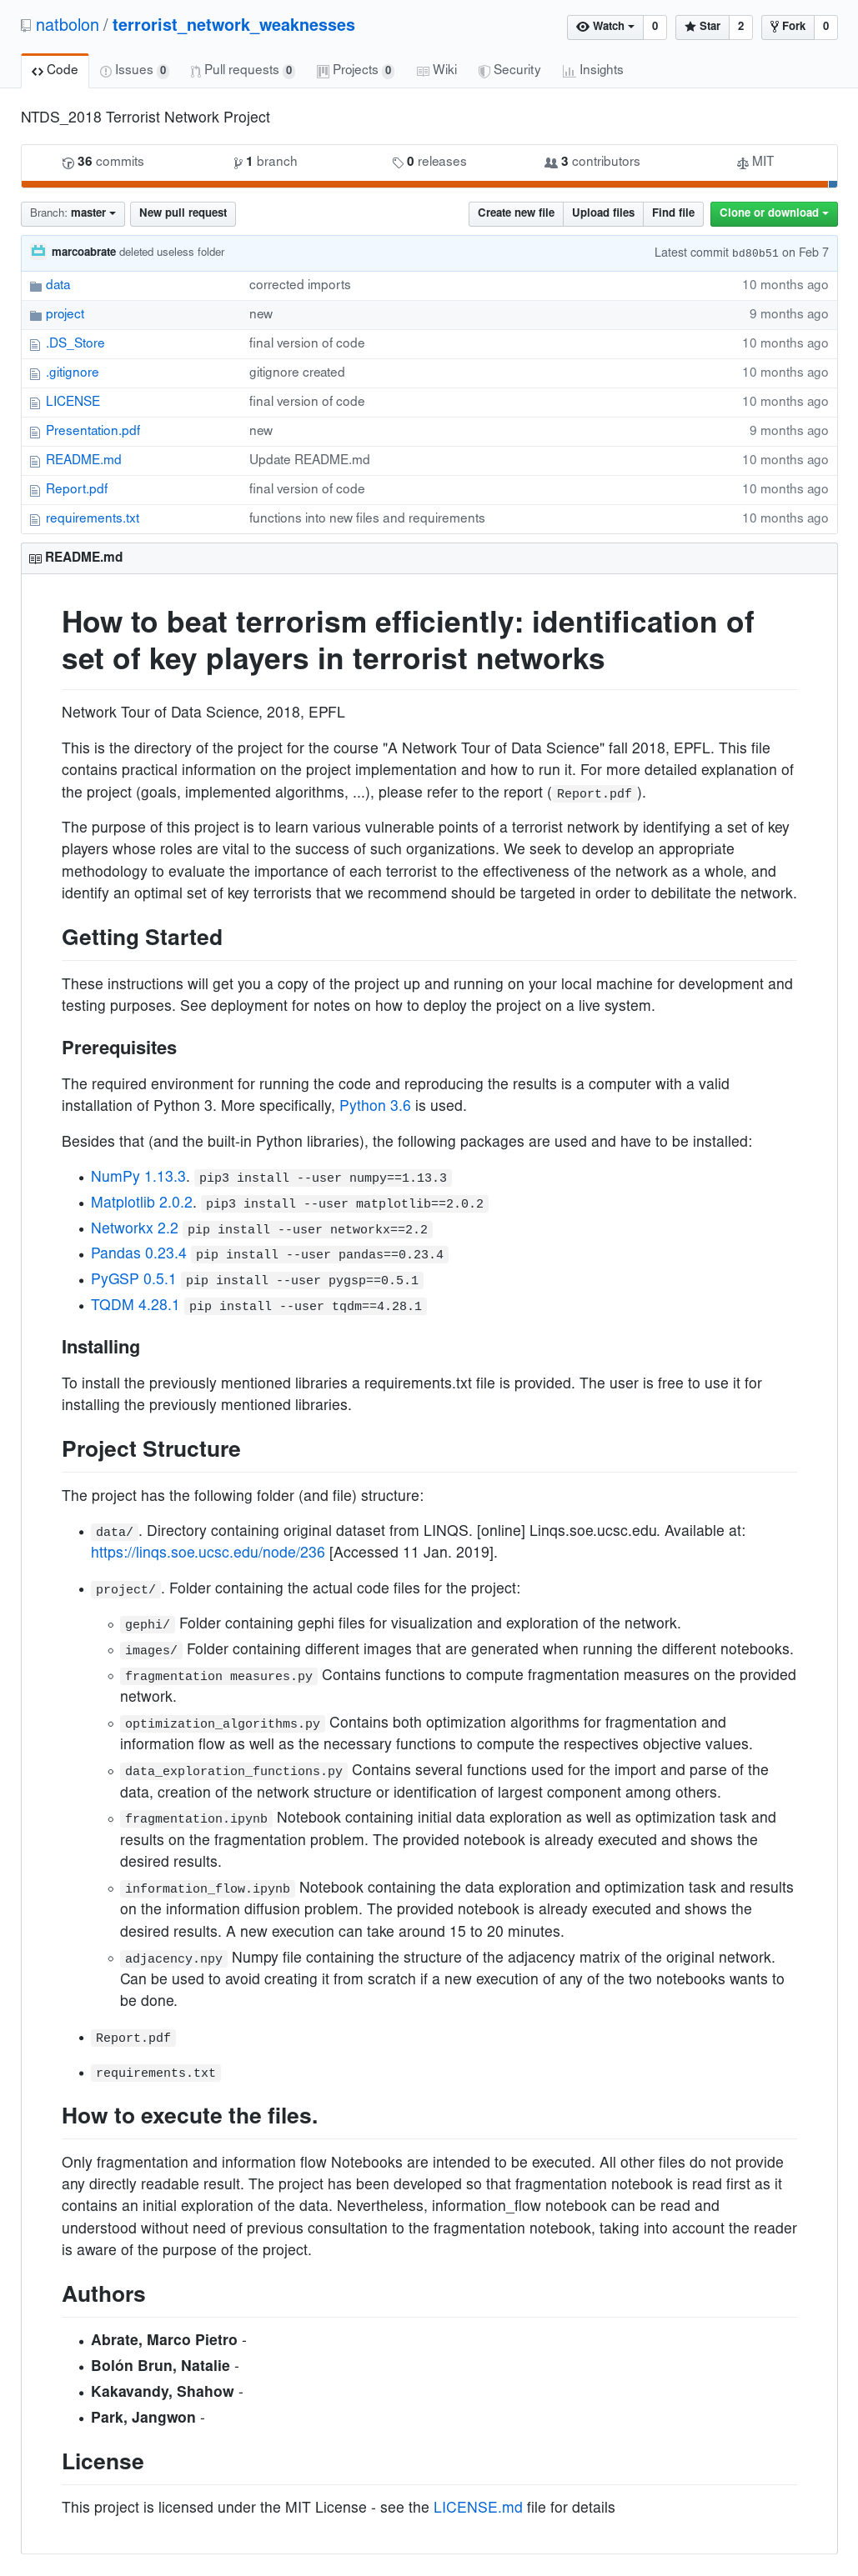 natbolon / terrorist_network_weaknesses
Watch 0 Star 2 Fork 0
Code Issues 0 Pull requests 0 Projects 0 Wiki Security Insights
NTDS_2018 Terrorist Network Project
36 commits 1 branch 0 releases 3 contributors MIT
Branch: master New pull request Create new file Upload files Find file Clone or download
marcoabrate deleted useless folder Latest commit bd80b51 on Feb 7
data corrected imports 10 months ago
project new 9 months ago
.DS_Store final version of code 10 months ago
.gitignore gitignore created 10 months ago
LICENSE final version of code 10 months ago
Presentation.pdf new 9 months ago
README.md Update README.md 10 months ago
Report.pdf final version of code 10 months ago
requirements.txt functions into new files and requirements 10 months ago
README.md
How to beat terrorism efficiently: identification of
set of key players in terrorist networks
Network Tour of Data Science, 2018, EPFL
This is the directory of the project for the course "A Network Tour of Data Science" fall 2018, EPFL. This file
contains practical information on the project implementation and how to run it. For more detailed explanation of
the project (goals, implemented algorithms, ...), please refer to the report ( Report.pdf ).
The purpose of this project is to learn various vulnerable points of a terrorist network by identifying a set of key
players whose roles are vital to the success of such organizations. We seek to develop an appropriate
methodology to evaluate the importance of each terrorist to the effectiveness of the network as a whole, and
identify an optimal set of key terrorists that we recommend should be targeted in order to debilitate the network.
Getting Started
These instructions will get you a copy of the project up and running on your local machine for development and
testing purposes. See deployment for notes on how to deploy the project on a live system.
Prerequisites
The required environment for running the code and reproducing the results is a computer with a valid
installation of Python 3. More specifically, Python 3.6 is used.
Besides that (and the built-in Python libraries), the following packages are used and have to be installed:
• NumPy 1.13.3. pip3 install --user numpy==1.13.3
• Matplotlib 2.0.2. pip3 install --user matplotlib==2.0.2
• Networkx 2.2 pip install --user networkx==2.2
• Pandas 0.23.4 pip install --user pandas==0.23.4
• PyGSP 0.5.1 pip install --user pygsp==0.5.1
• TQDM 4.28.1 pip install --user tqdm==4.28.1
Installing
To install the previously mentioned libraries a requirements.txt file is provided. The user is free to use it for
installing the previously mentioned libraries.
Project Structure
The project has the following folder (and file) structure:
• data/ . Directory containing original dataset from LINQS. [online] Linqs.soe.ucsc.edu. Available at:
https://linqs.soe.ucsc.edu/node/236 [Accessed 11 Jan. 2019].
• project/ . Folder containing the actual code files for the project:
◦ gephi/ Folder containing gephi files for visualization and exploration of the network.
◦ images/ Folder containing different images that are generated when running the different notebooks.
◦ fragmentation measures.py Contains functions to compute fragmentation measures on the provided
network.
◦ optimization_algorithms.py Contains both optimization algorithms for fragmentation and
information flow as well as the necessary functions to compute the respectives objective values.
◦ data_exploration_functions.py Contains several functions used for the import and parse of the
data, creation of the network structure or identification of largest component among others.
◦ fragmentation.ipynb Notebook containing initial data exploration as well as optimization task and
results on the fragmentation problem. The provided notebook is already executed and shows the
desired results.
◦ information_flow.ipynb Notebook containing the data exploration and optimization task and results
on the information diffusion problem. The provided notebook is already executed and shows the
desired results. A new execution can take around 15 to 20 minutes.
◦ adjacency.npy Numpy file containing the structure of the adjacency matrix of the original network.
Can be used to avoid creating it from scratch if a new execution of any of the two notebooks wants to
be done.
• Report.pdf
• requirements.txt
How to execute the files.
Only fragmentation and information flow Notebooks are intended to be executed. All other files do not provide
any directly readable result. The project has been developed so that fragmentation notebook is read first as it
contains an initial exploration of the data. Nevertheless, information_flow notebook can be read and
understood without need of previous consultation to the fragmentation notebook, taking into account the reader
is aware of the purpose of the project.
Authors
• Abrate, Marco Pietro -
• Bolón Brun, Natalie -
• Kakavandy, Shahow -
• Park, Jangwon -
License
This project is licensed under the MIT License - see the LICENSE.md file for details